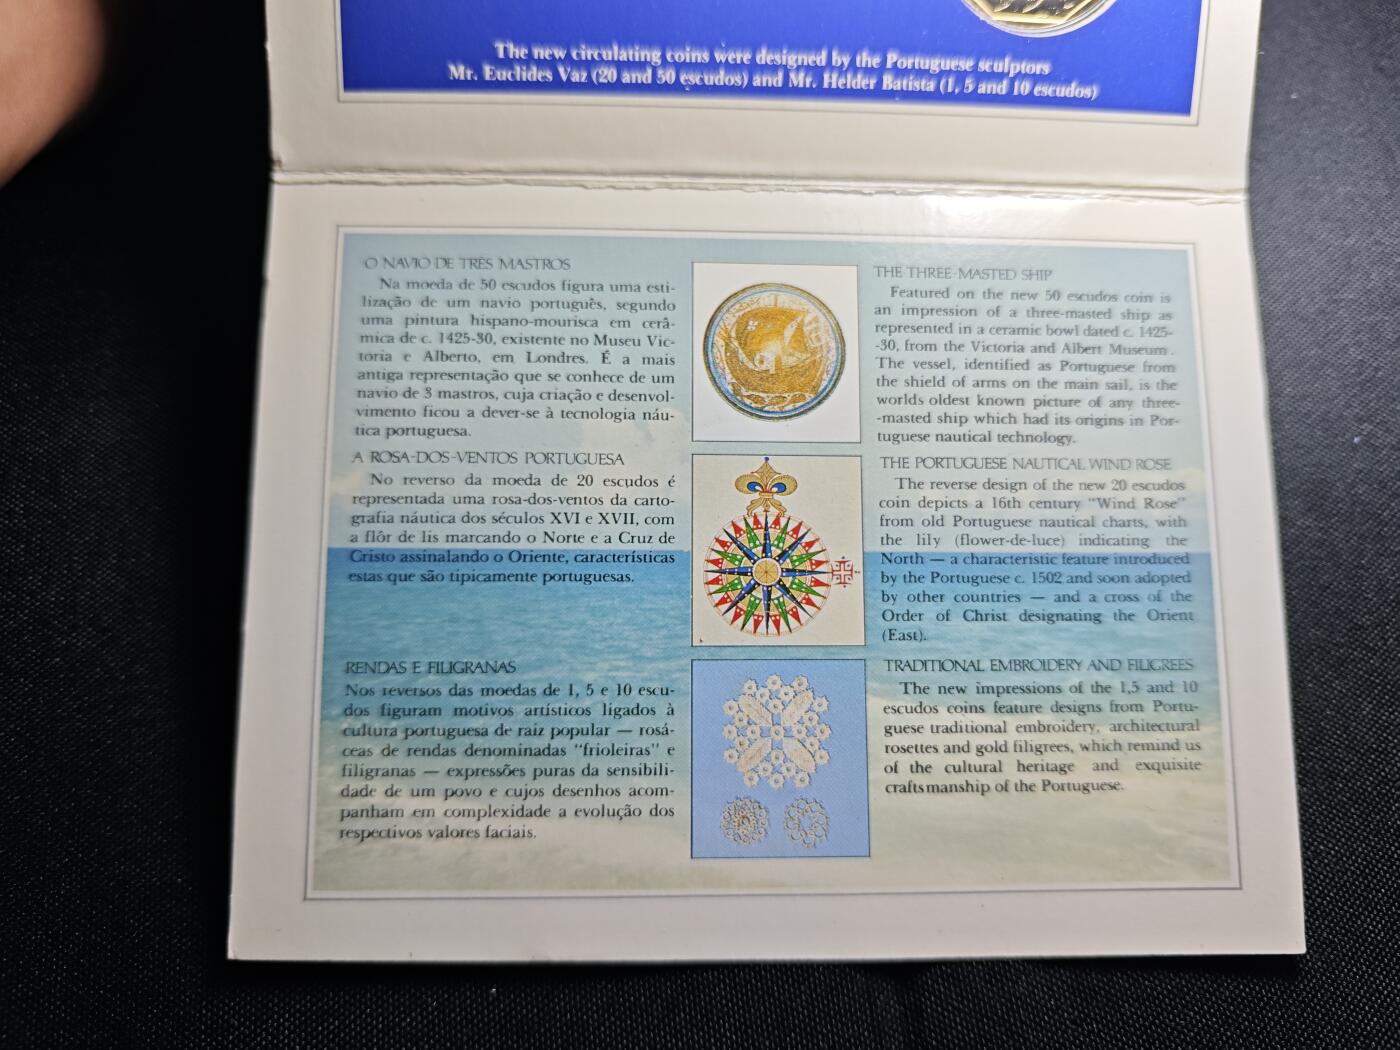 The new circulating coins were designed by the Portuguese sculptors
Mr. Euclides Vaz (20 and 50 escudos) and Mr. Helder Batista (1, 5 and 10 escudos)
O NAVIO DE TRÊS MASTROS
Na moeda de 50 escudos figura uma esti-
lização de um navio português, segundo
uma pintura hispano-mourisca em cerâ-
mica de c. 1425-30, existente no Museu Vic-
toria e Alberto, em Londres. É a mais
antiga representação que se conhece de um
navio de 3 mastros, cuja criação e desenvol-
vimento ficou a dever-se à tecnologia náu-
tica portuguesa.
A ROSA-DOS-VENTOS PORTUGUESA
No reverso da moeda de 20 escudos é
representada uma rosa-dos-ventos da carto-
grafia náutica dos séculos XVI e XVII, com
a flôr de lis marcando o Norte e a Cruz de
Cristo assinalando o Oriente, características
estas que são tipicamente portuguesas.
RENDAS E FILIGRANAS
Nos reversos das moedas de 1, 5 e 10 escu-
dos figuram motivos artísticos ligados à
cultura portuguesa de raiz popular — rosá-
ceas de rendas denominadas "frioleiras" e
filigranas — expressões puras da sensibili-
dade de um povo e cujos desenhos acom-
panham em complexidade a evolução dos
respectivos valores faciais.
THE THREE-MASTED SHIP
Featured on the new 50 escudos coin is
an impression of a three-masted ship as
represented in a ceramic bowl dated c. 1425-
-30, from the Victoria and Albert Museum.
The vessel, identified as Portuguese from
the shield of arms on the main sail, is the
worlds oldest known picture of any three-
-masted ship which had its origins in Por-
tuguese nautical technology.
THE PORTUGUESE NAUTICAL WIND ROSE
The reverse design of the new 20 escudos
coin depicts a 16th century "Wind Rose"
from old Portuguese nautical charts, with
the lily (flower-de-luce) indicating the
North — a characteristic feature introduced
by the Portuguese c. 1502 and soon adopted
by other countries — and a cross of the
Order of Christ designating the Orient
(East).
TRADITIONAL EMBROIDERY AND FILIGREES
The new impressions of the 1,5 and 10
escudos coins feature designs from Portu-
guese traditional embroidery, architectural
rosettes and gold filigrees, which remind us
of the cultural heritage and exquisite
craftsmanship of the Portuguese.